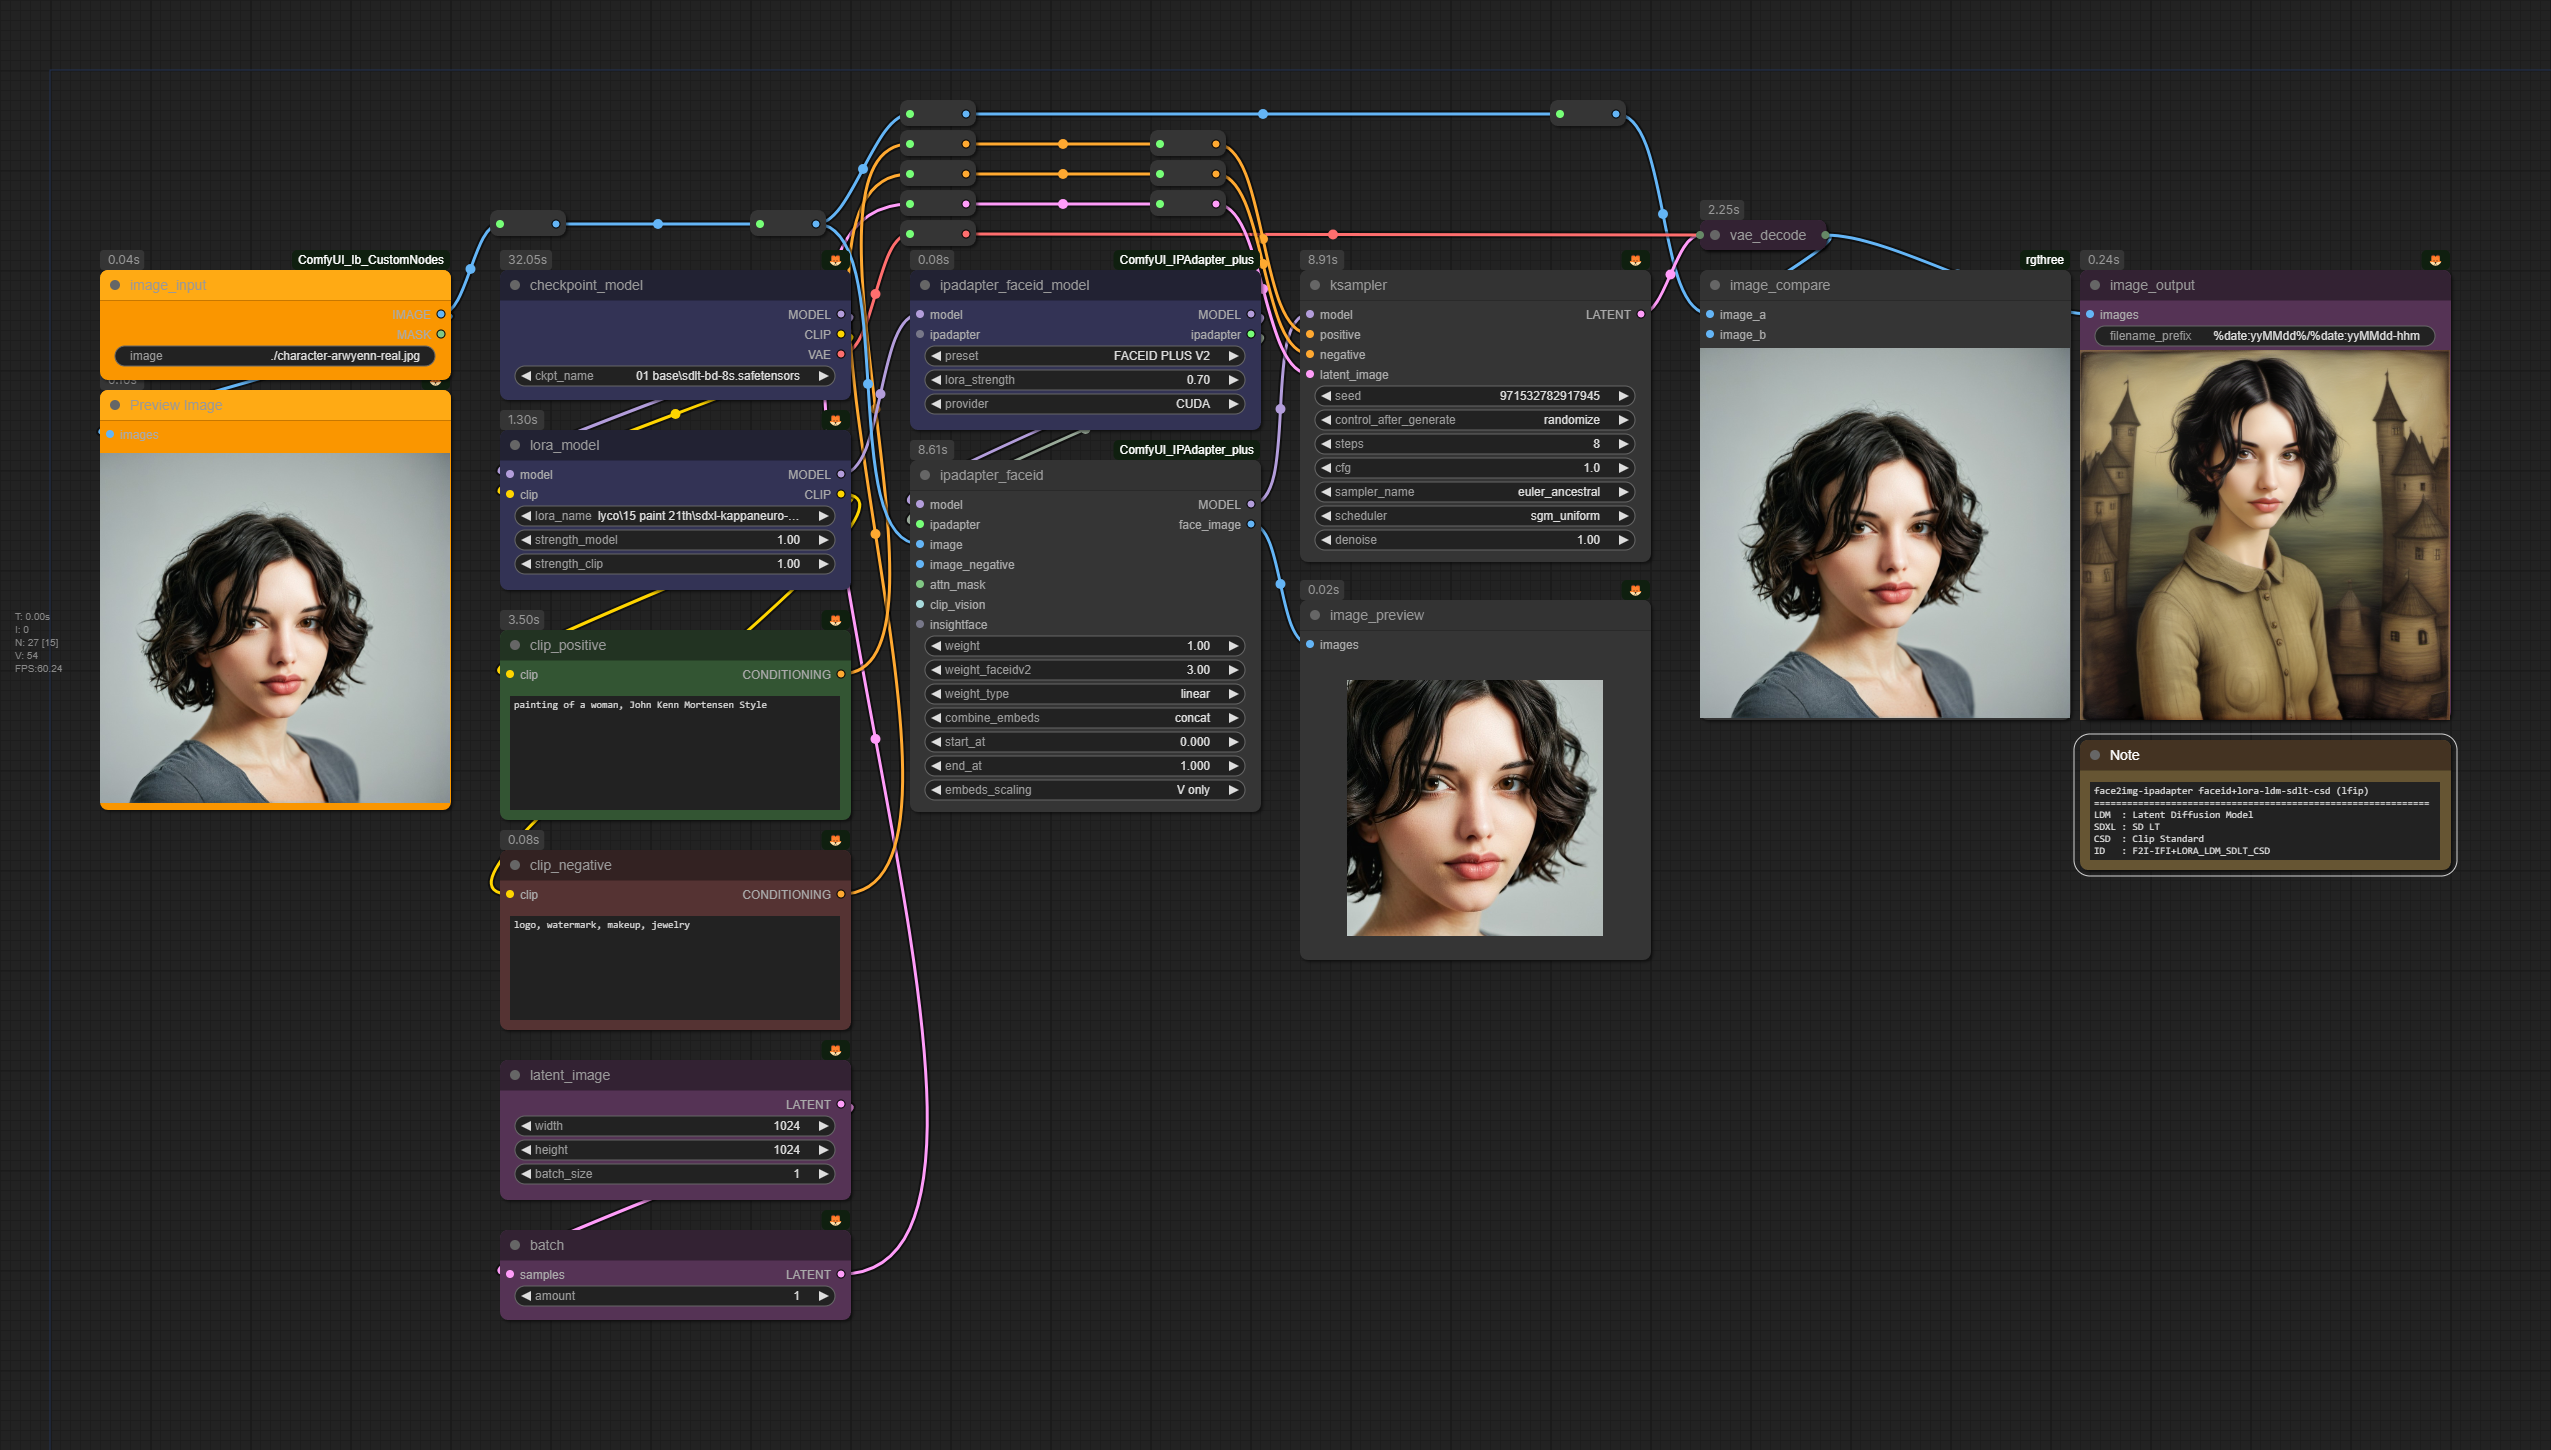 0.04s
ComfyUI_lb_CustomNodes
image_input
IMAGE
MASK
image ./character-arwyenn-real.jpg
Preview Image
images
T: 0.00s
I: 0
N: 27 [15]
V: 54
FPS:60.24
32.05s
checkpoint_model
MODEL
CLIP
VAE
ckpt_name 01 base\sdlt-bd-8s.safetensors
1.30s
lora_model
model MODEL
clip CLIP
lora_name lyco\15 paint 21th\sdxl-kappaneuro-...
strength_model 1.00
strength_clip 1.00
3.50s
clip_positive
clip CONDITIONING
painting of a woman, John Kenn Mortensen Style
0.08s
clip_negative
clip CONDITIONING
logo, watermark, makeup, jewelry
latent_image
LATENT
width 1024
height 1024
batch_size 1
batch
samples LATENT
amount 1
0.08s
ComfyUI_IPAdapter_plus
ipadapter_faceid_model
model MODEL
ipadapter ipadapter
preset FACEID PLUS V2
lora_strength 0.70
provider CUDA
8.61s
ComfyUI_IPAdapter_plus
ipadapter_faceid
model MODEL
ipadapter face_image
image
image_negative
attn_mask
clip_vision
insightface
weight 1.00
weight_faceidv2 3.00
weight_type linear
combine_embeds concat
start_at 0.000
end_at 1.000
embeds_scaling V only
8.91s
ksampler
model LATENT
positive
negative
latent_image
seed 971532782917945
control_after_generate randomize
steps 8
cfg 1.0
sampler_name euler_ancestral
scheduler sgm_uniform
denoise 1.00
0.02s
image_preview
images
2.25s
vae_decode
rgthree
image_compare
image_a
image_b
0.24s
image_output
images
filename_prefix %date:yyMMdd%/%date:yyMMdd-hhm
Note
face2img-ipadapter faceid+lora-ldm-sdlt-csd (lfip)
=========================================================
LDM : Latent Diffusion Model
SDXL : SD LT
CSD : Clip Standard
ID : F2I-IFI+LORA_LDM_SDLT_CSD